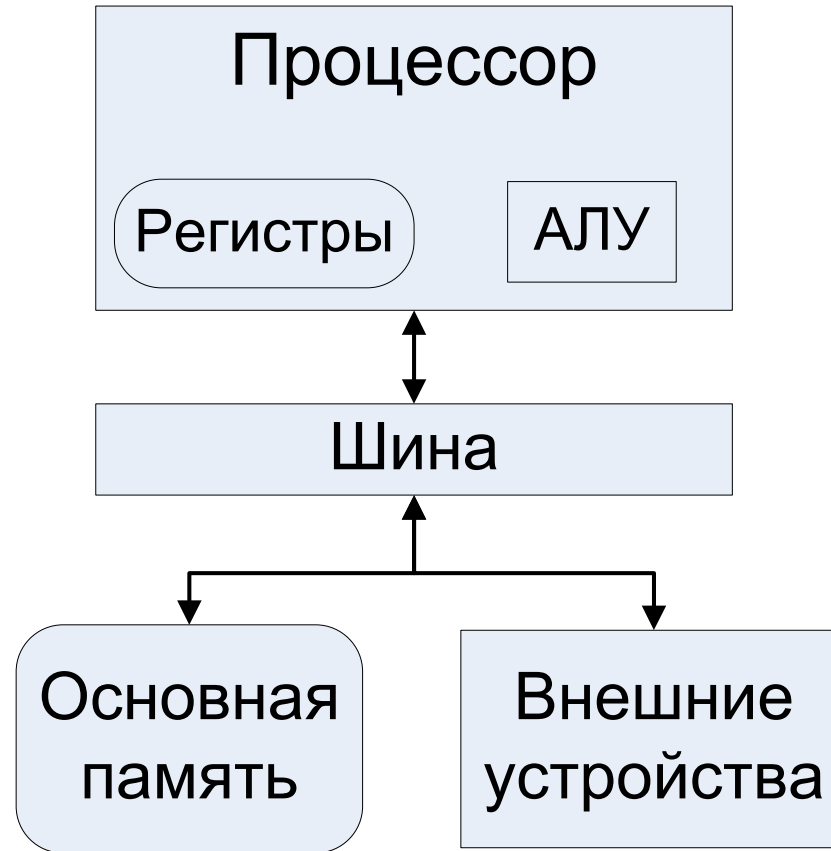 Процессор
Регистры
АЛУ
Шина
Основная
память
Внешние
устройства